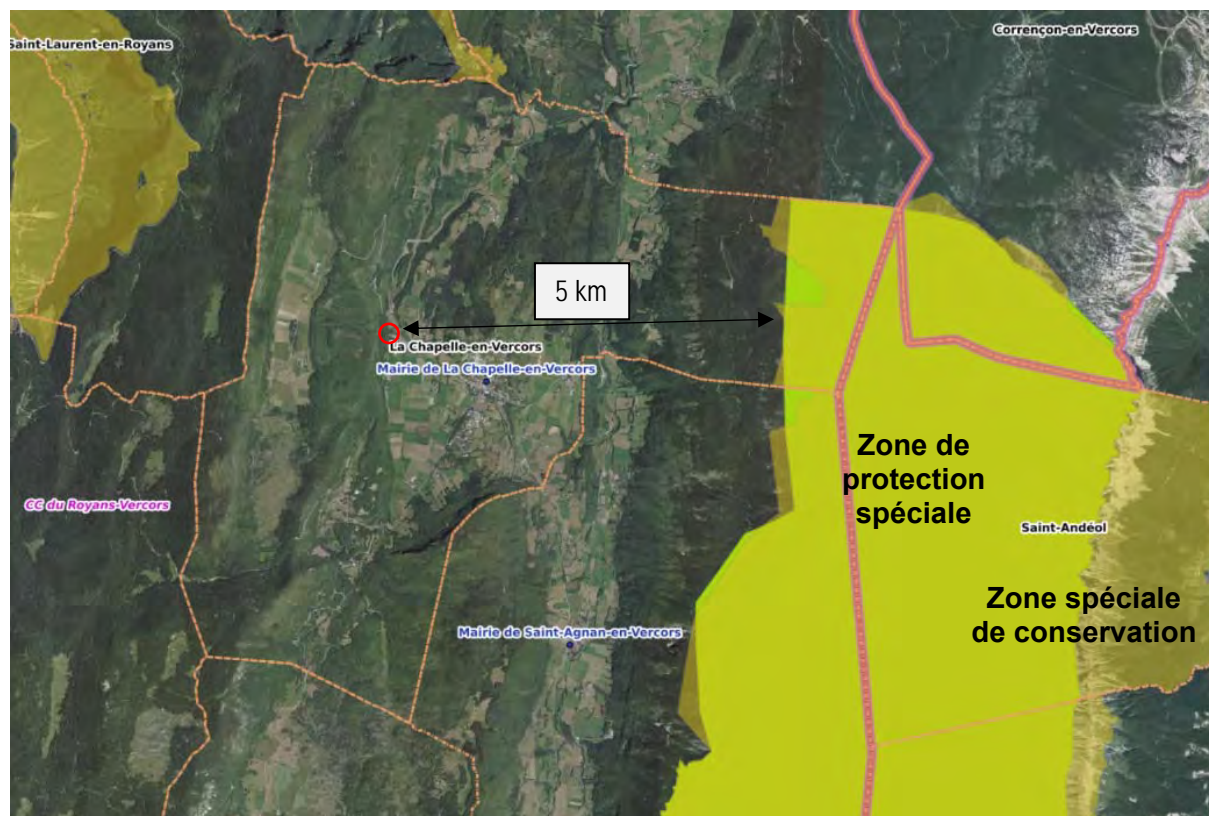 Saint-Laurent-en-Royans
Corrençon-en-Vercors
5 km
La Chapelle-en-Vercors
Mairie de La Chapelle-en-Vercors
Zone de
protection
spéciale
CC du Royans-Vercors
Saint-Andéol
Zone spéciale
de conservation
Mairie de Saint-Agnan-en-Vercors